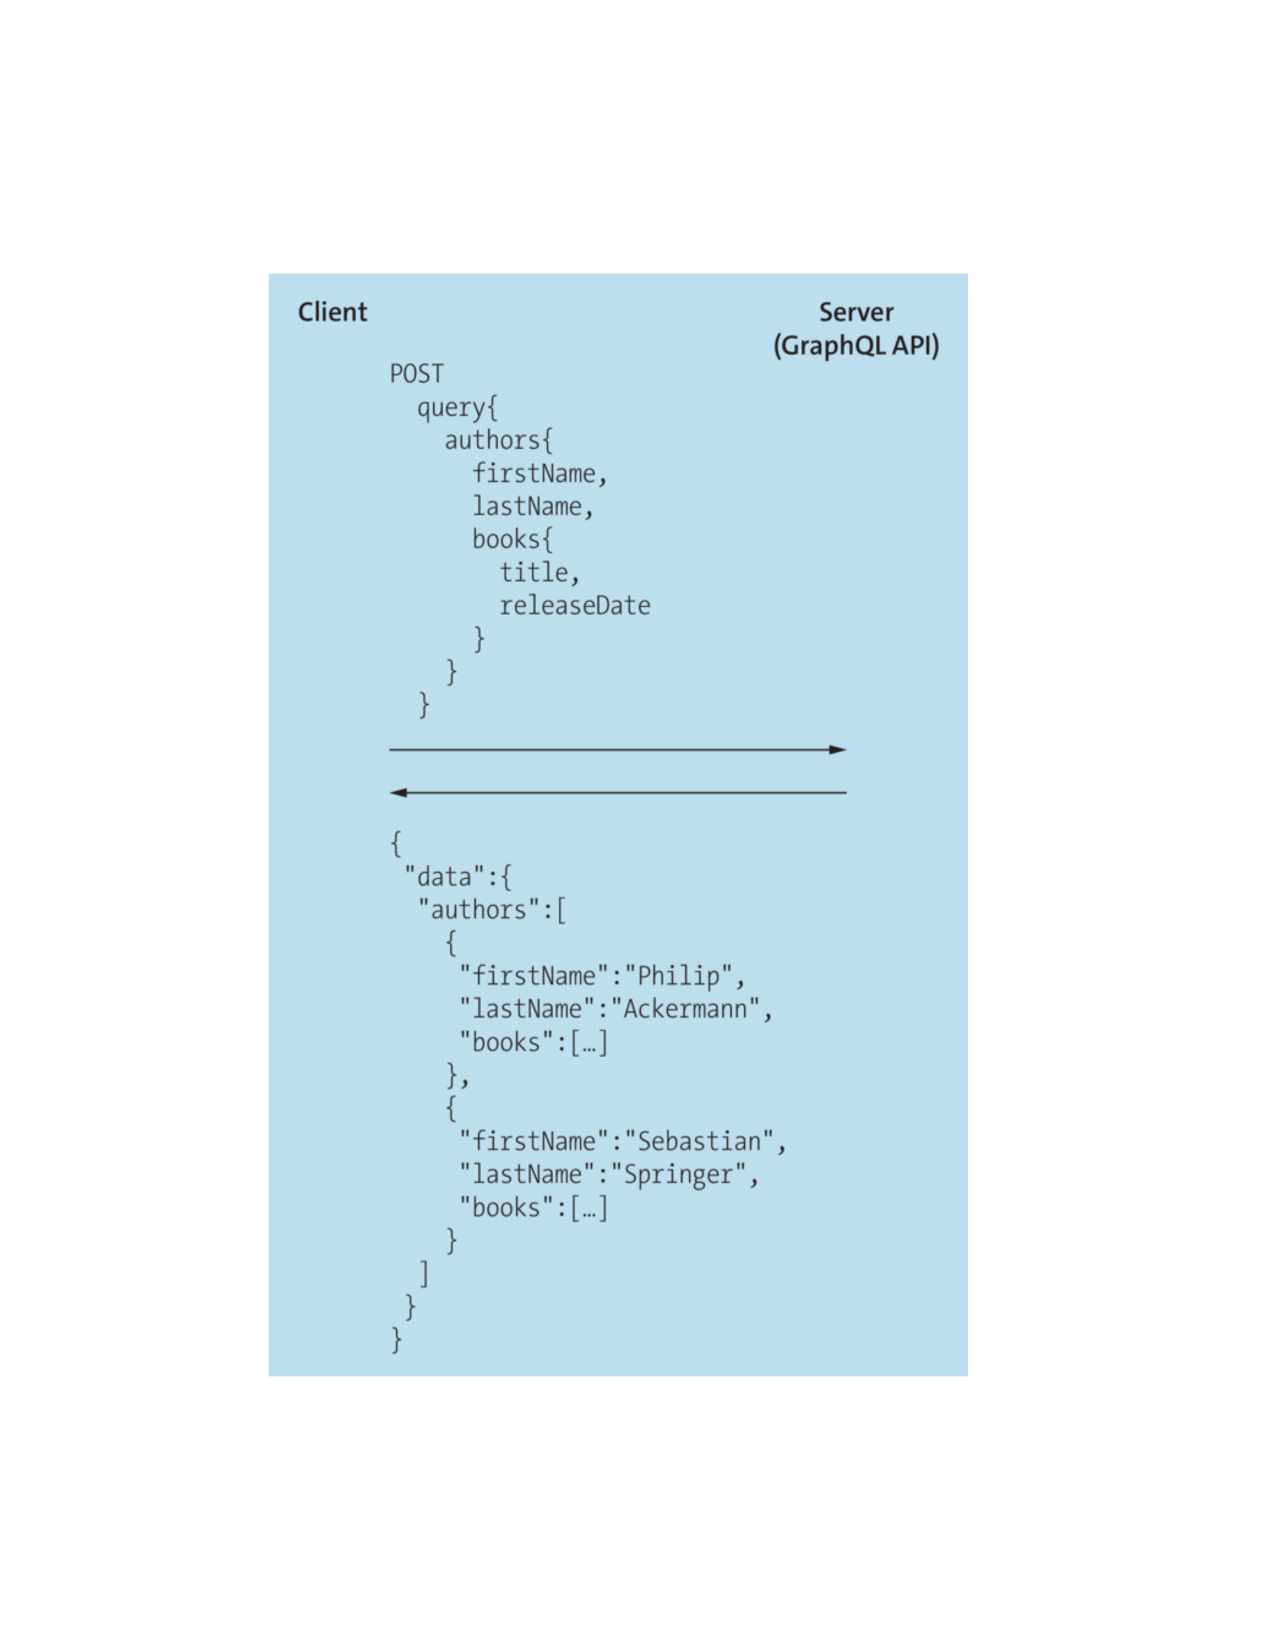 Client
Server
(GraphQL API)
POST
query{
authors{
firstName,
lastName,
books{
title,
releaseDate
}
}
}
{
"data":{
"authors":[
{
"firstName":"Philip",
"lastName":"Ackermann",
"books":[…]
},
{
"firstName":"Sebastian",
"lastName":"Springer",
"books":[…]
}
]
}
}